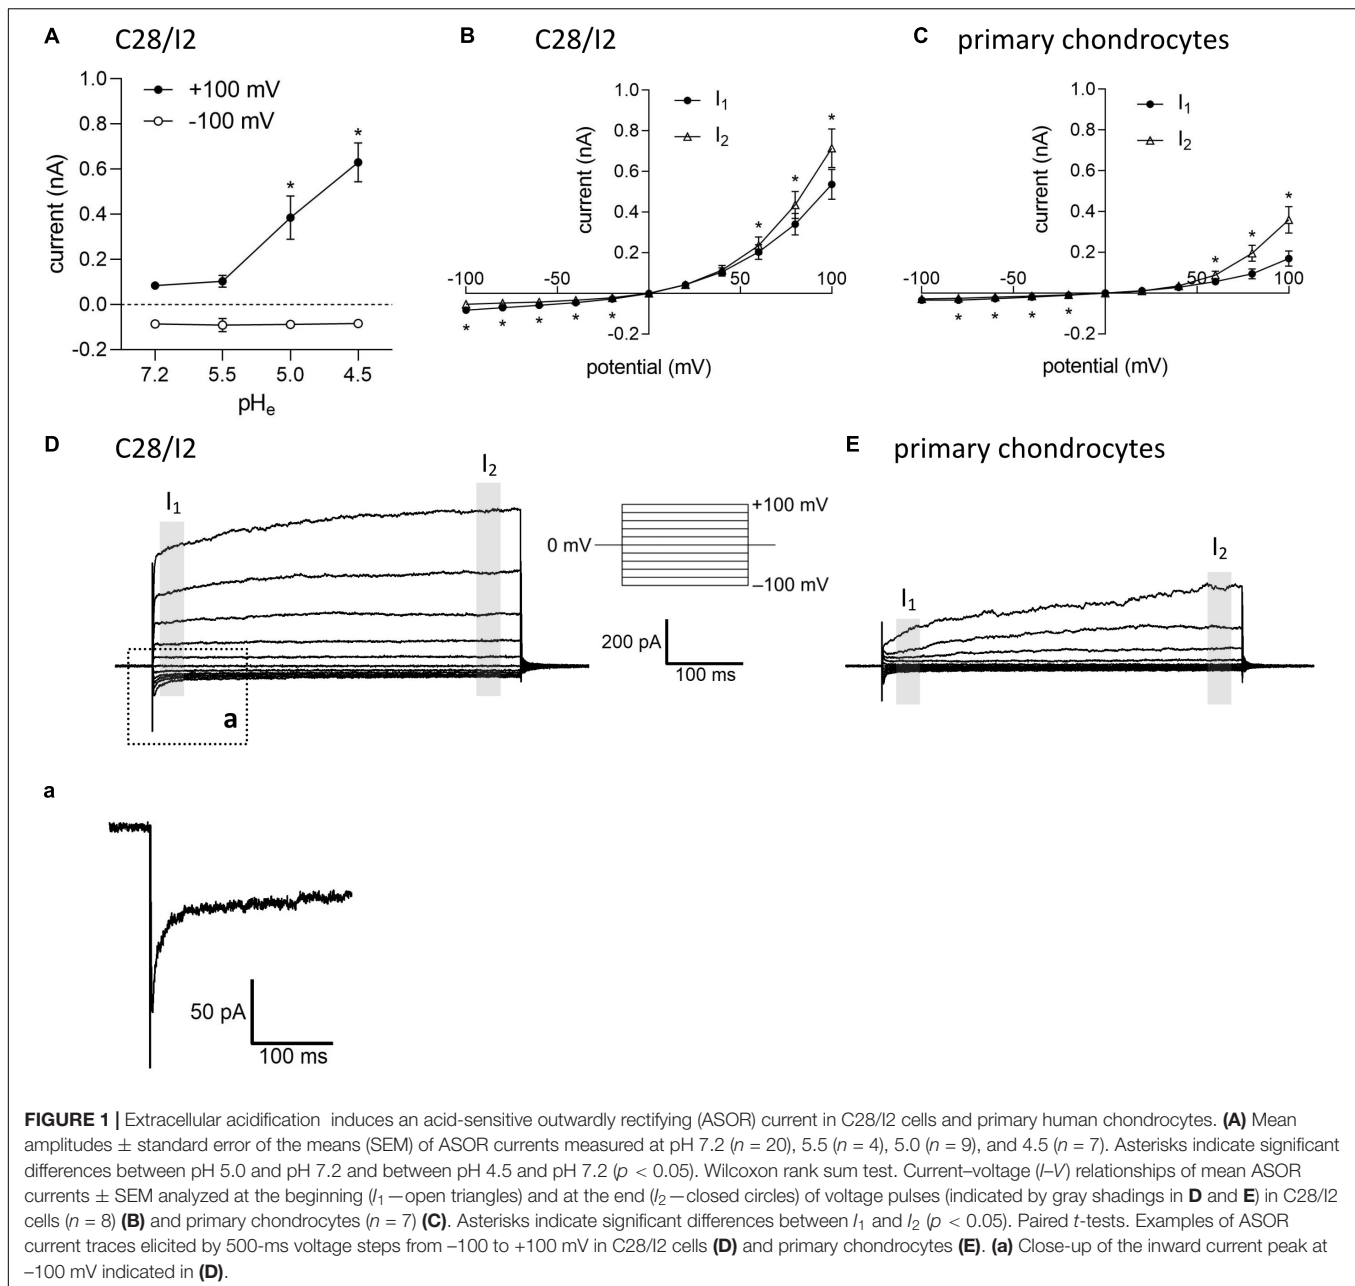 A C28/I2
1.0
0.8
0.6
0.4
0.2
0.0
-0.2
current (nA)
+100 mV
-100 mV
*
*
7.2 5.5 5.0 4.5
pHe
B C28/I2
1.0
0.8
0.6
0.4
0.2
-0.2
current (nA)
I1
I2
-100 -50 50 100
* * * * *
* * *
potential (mV)
C primary chondrocytes
1.0
0.8
0.6
0.4
0.2
-0.2
current (nA)
I1
I2
-100 -50 50 100
* * * *
* * *
potential (mV)
D C28/I2
I1
I2
a
+100 mV
0 mV
–100 mV
200 pA
100 ms
E primary chondrocytes
I1
I2
a
50 pA
100 ms
FIGURE 1 | Extracellular acidification induces an acid-sensitive outwardly rectifying (ASOR) current in C28/I2 cells and primary human chondrocytes. (A) Mean
amplitudes ± standard error of the means (SEM) of ASOR currents measured at pH 7.2 (n = 20), 5.5 (n = 4), 5.0 (n = 9), and 4.5 (n = 7). Asterisks indicate significant
differences between pH 5.0 and pH 7.2 and between pH 4.5 and pH 7.2 (p < 0.05). Wilcoxon rank sum test. Current–voltage (I–V) relationships of mean ASOR
currents ± SEM analyzed at the beginning (I1—open triangles) and at the end (I2—closed circles) of voltage pulses (indicated by gray shadings in D and E) in C28/I2
cells (n = 8) (B) and primary chondrocytes (n = 7) (C). Asterisks indicate significant differences between I1 and I2 (p < 0.05). Paired t-tests. Examples of ASOR
current traces elicited by 500-ms voltage steps from –100 to +100 mV in C28/I2 cells (D) and primary chondrocytes (E). (a) Close-up of the inward current peak at
–100 mV indicated in (D).